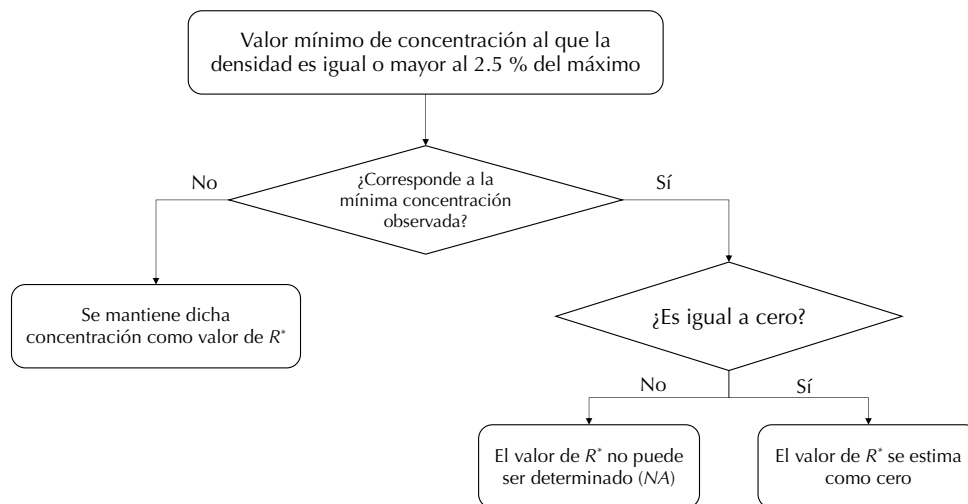 Valor mínimo de concentración al que la
densidad es igual o mayor al 2.5 % del máximo
No
¿Corresponde a la
mínima concentración
observada?
Sí
Se mantiene dicha
concentración como valor de R*
¿Es igual a cero?
No
Sí
El valor de R* no puede
ser determinado (NA)
El valor de R* se estima
como cero